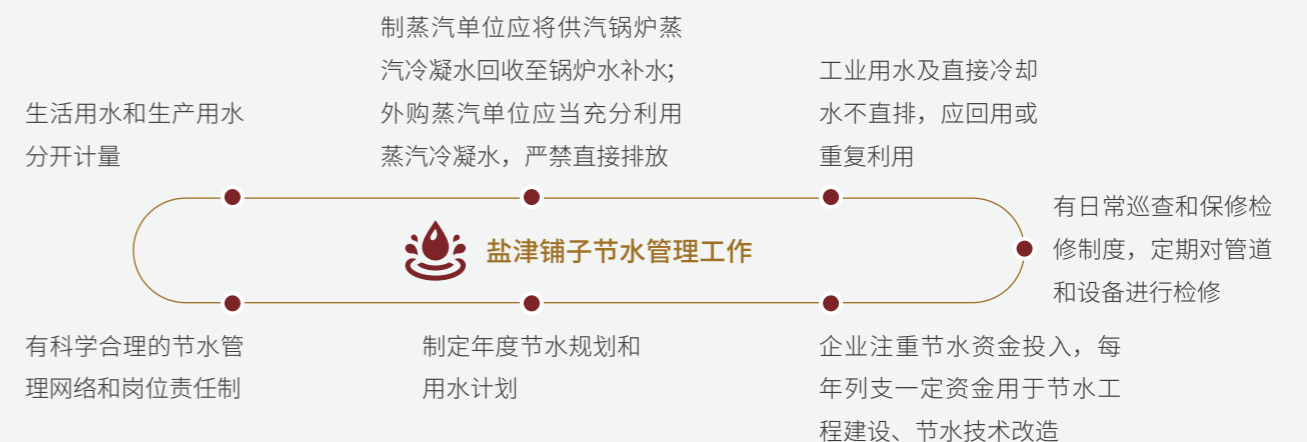 生活用水和生产用水
分开计量
制蒸汽单位应将供汽锅炉蒸
汽冷凝水回收至锅炉水补水;
外购蒸汽单位应当充分利用
蒸汽冷凝水，严禁直接排放
工业用水及直接冷却
水不直排，应回用或
重复利用
有日常巡查和保修检
修制度，定期对管道
和设备进行检修
盐津铺子节水管理工作
有科学合理的节水管
理网络和岗位责任制
制定年度节水规划和
用水计划
企业注重节水资金投入，每
年列支一定资金用于节水工
程建设、节水技术改造